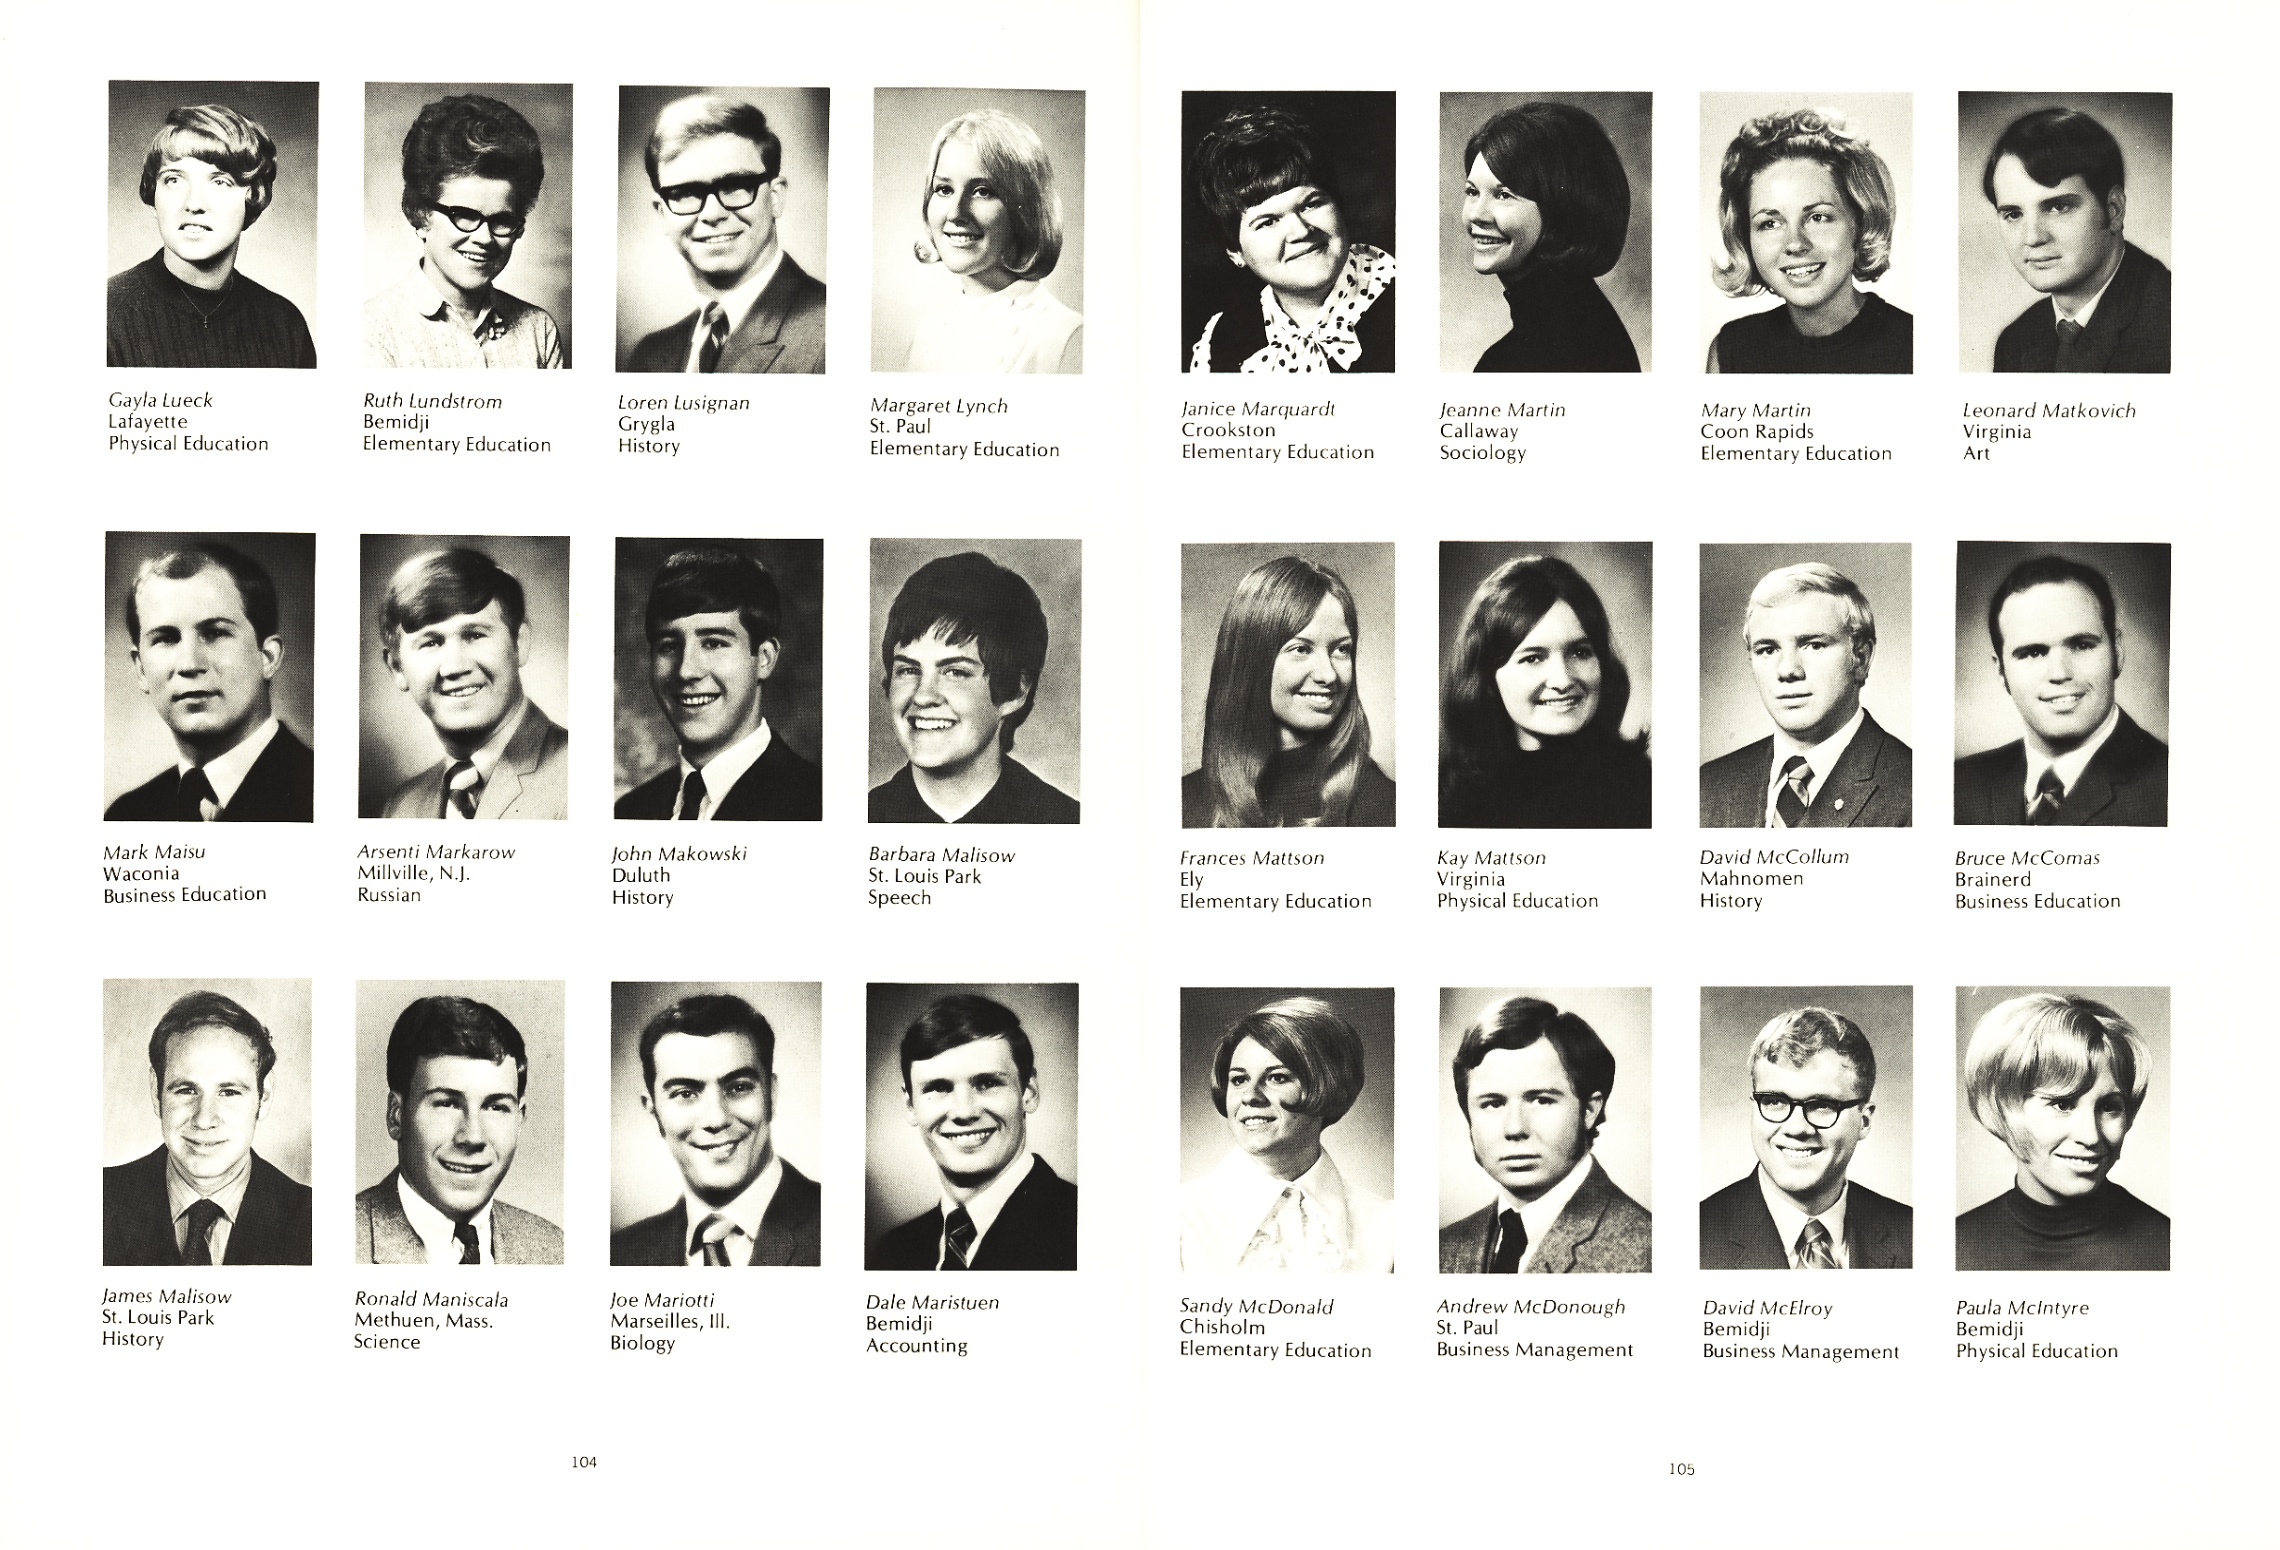 Gayla Lueck
Lafayette
Physical Education
Ruth Lundstrom
Bemidji
Elementary Education
Loren Lusignan
Grygla
History
Margaret Lynch
St. Paul
Elementary Education
Mark Maisu
Waconia
Business Education
Arsenti Markarow
Millville, N.J.
Russian
John Makowski
Duluth
History
Barbara Malisow
St. Louis Park
Speech
James Malisow
St. Louis Park
History
Ronald Maniscala
Methuen, Mass.
Science
Joe Mariotti
Marseilles, Ill.
Biology
Dale Maristuen
Bemidji
Accounting
104
Janice Marquardt
Crookston
Elementary Education
Jeanne Martin
Callaway
Sociology
Mary Martin
Coon Rapids
Elementary Education
Leonard Matkovich
Virginia
Art
Frances Mattson
Ely
Elementary Education
Kay Mattson
Virginia
Physical Education
David McCollum
Mahnomen
History
Bruce McComas
Brainerd
Business Education
Sandy McDonald
Chisholm
Elementary Education
Andrew McDonough
St. Paul
Business Management
David McElroy
Bemidji
Business Management
Paula McIntyre
Bemidji
Physical Education
105